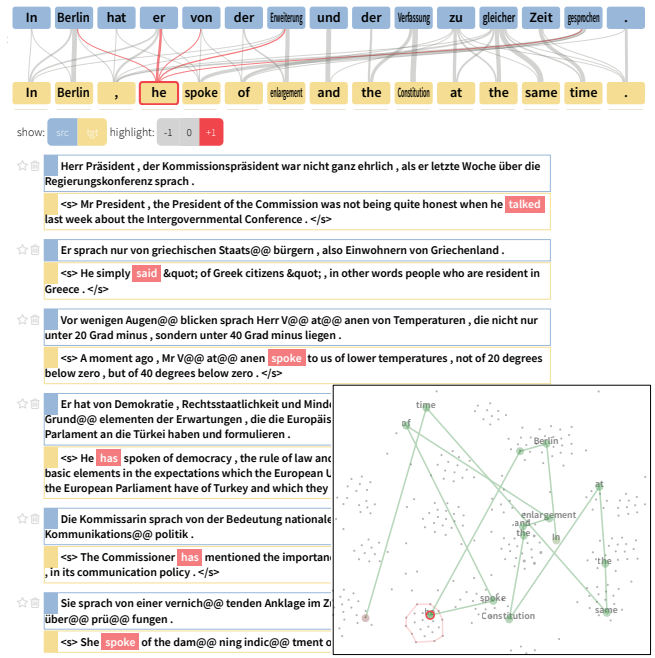 In Berlin hat er von der Erweiterung und der Verfassung zu gleicher Zeit gesprochen .
In Berlin , he spoke of enlargement and the Constitution at the same time .
show: src tgt highlight: -1 0 +1
Herr Präsident , der Kommissionspräsident war nicht ganz ehrlich , als er letzte Woche über die
Regierungskonferenz sprach .
<s> Mr President , the President of the Commission was not being quite honest when he talked
last week about the Intergovernmental Conference . </s>
Er sprach nur von griechischen Staats@@ bürgern , also Einwohnern von Griechenland .
<s> He simply said &quot; of Greek citizens &quot; , in other words people who are resident in
Greece . </s>
Vor wenigen Augen@@ blicken sprach Herr V@@ at@@ anen von Temperaturen , die nicht nur
unter 20 Grad minus , sondern unter 40 Grad minus liegen .
<s> A moment ago , Mr V@@ at@@ anen spoke to us of lower temperatures , not of 20 degrees
below zero , but of 40 degrees below zero . </s>
Er hat von Demokratie , Rechtsstaatlichkeit und Minde
Grund@@ elementen der Erwartungen , die die Europäis
Parlament an die Türkei haben und formulieren .
<s> He has spoken of democracy , the rule of law and
basic elements in the expectations which the European U
the European Parliament have of Turkey and which they
Die Kommissarin sprach von der Bedeutung nationale
Kommunikations@@ politik .
<s> The Commissioner has mentioned the importan
, in its communication policy . </s>
Sie sprach von einer vernich@@ tenden Anklage im Z
über@@ prü@@ fungen .
<s> She spoke of the dam@@ ning indic@@ tment o
time
of
Berlin
at
enlargement
and
the
In
the
spoke
he
Constitution
same